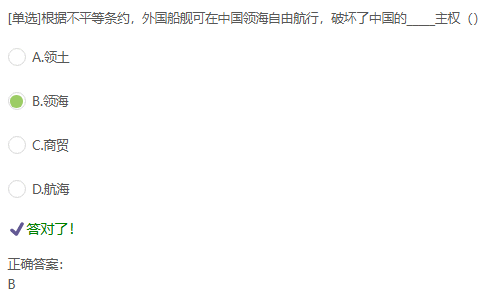 [单选]根据不平等条约，外国船舰可在中国领海自由航行，破坏了中国的_____主权（）
A.领土
B.领海
C.商贸
D.航海
答对了！
正确答案：
B